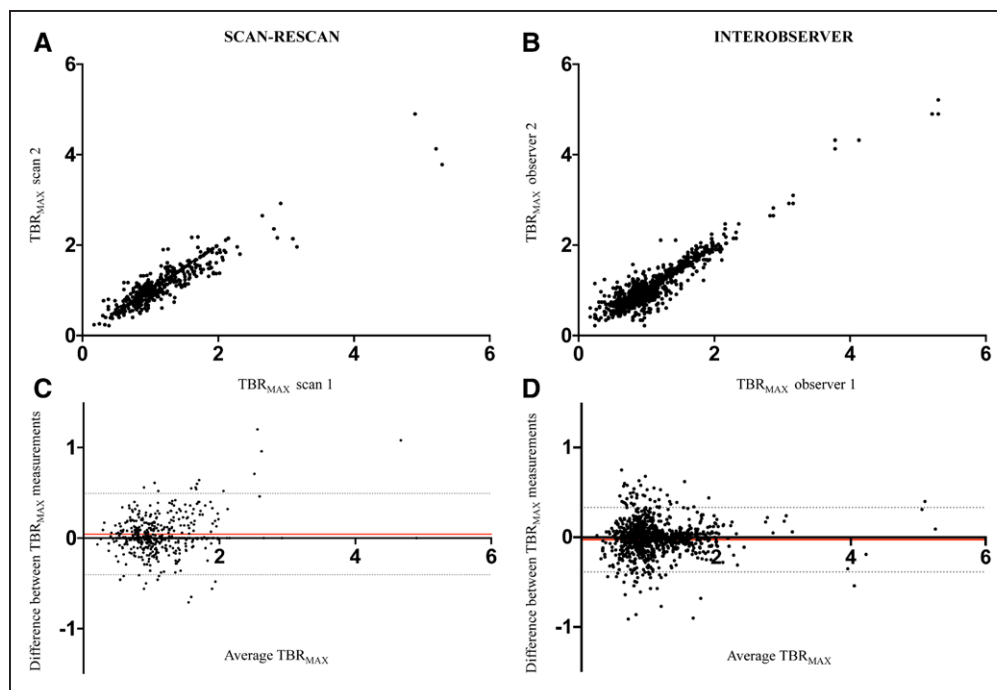 A
SCAN-RESCAN
6
4
2
0
TBRMAX scan 2
0
2
4
6
TBRMAX scan 1
B
INTEROBSERVER
6
4
2
0
TBRMAX observer 2
0
2
4
6
TBRMAX observer 1
C
Difference between TBRMAX measurements
1
0
-1
2
4
6
Average TBRMAX
D
Difference between TBRMAX measurements
1
0
-1
2
4
6
Average TBRMAX